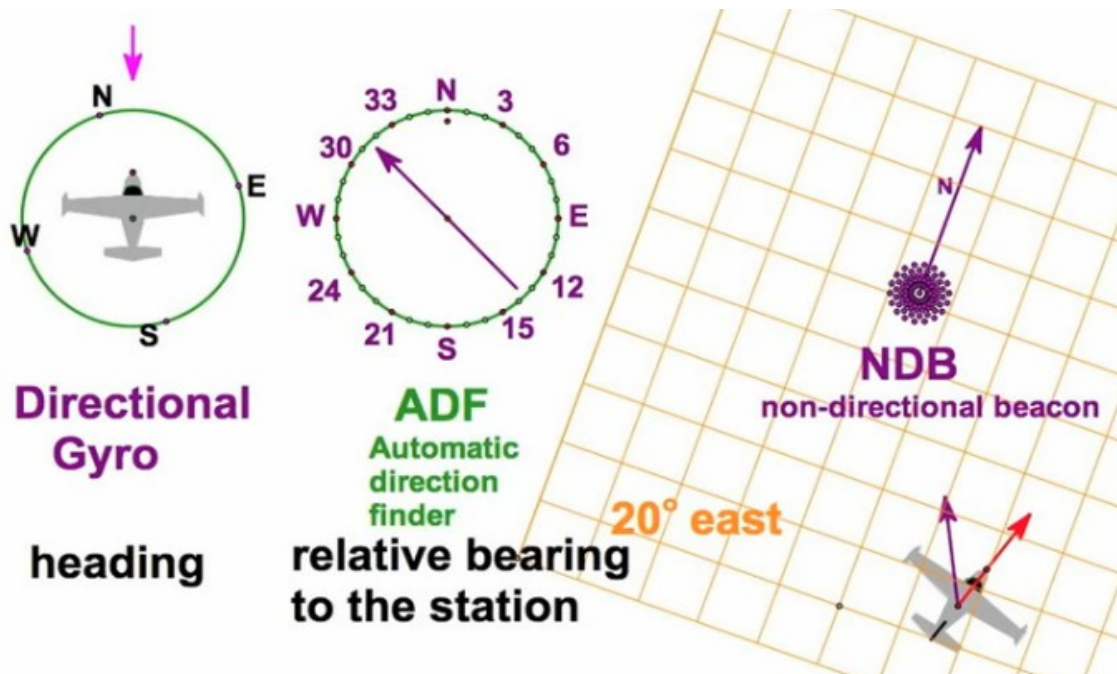 N
E
S
W
Directional
Gyro
heading
N
3
6
E
12
15
S
21
24
W
30
33
ADF
Automatic
direction
finder
relative bearing
to the station
N
NDB
non-directional beacon
20° east